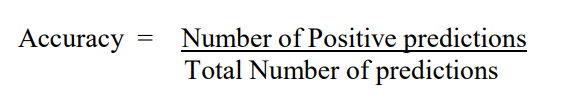 Accuracy = Number of Positive predictions
Total Number of predictions